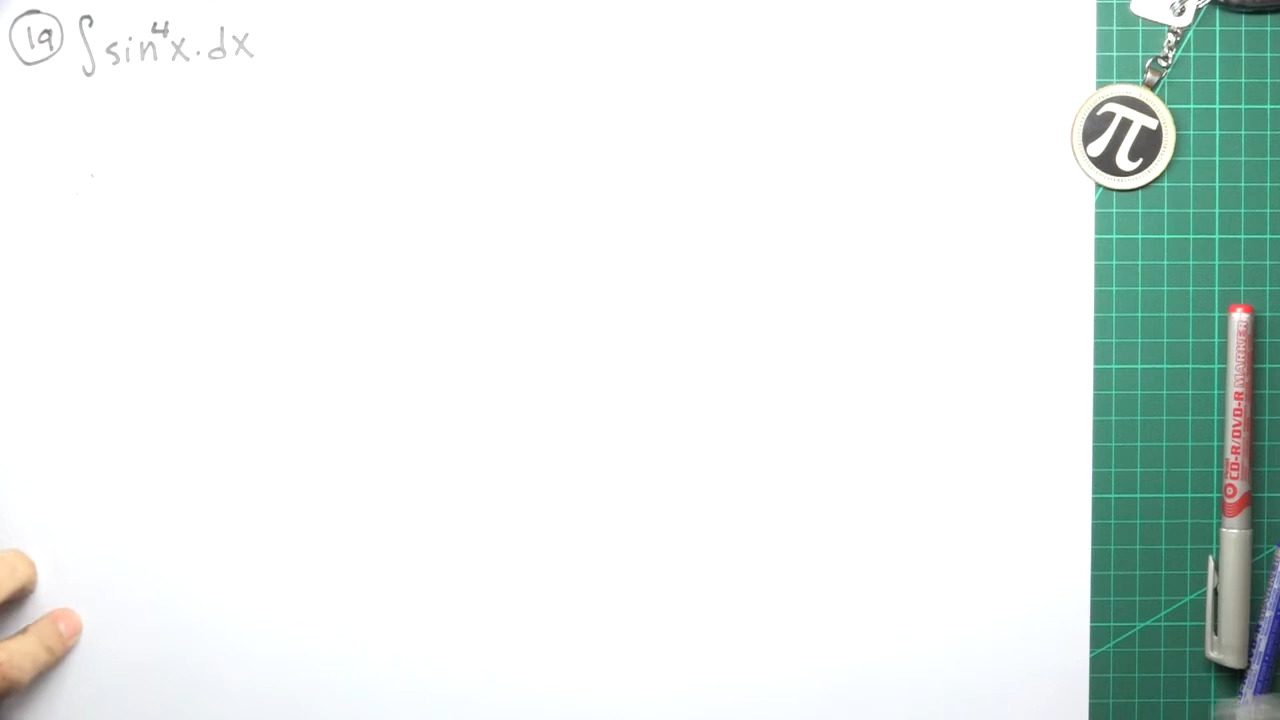 19 ∫ sin⁴x·dx
π
CD-R/DVD-R MARKER